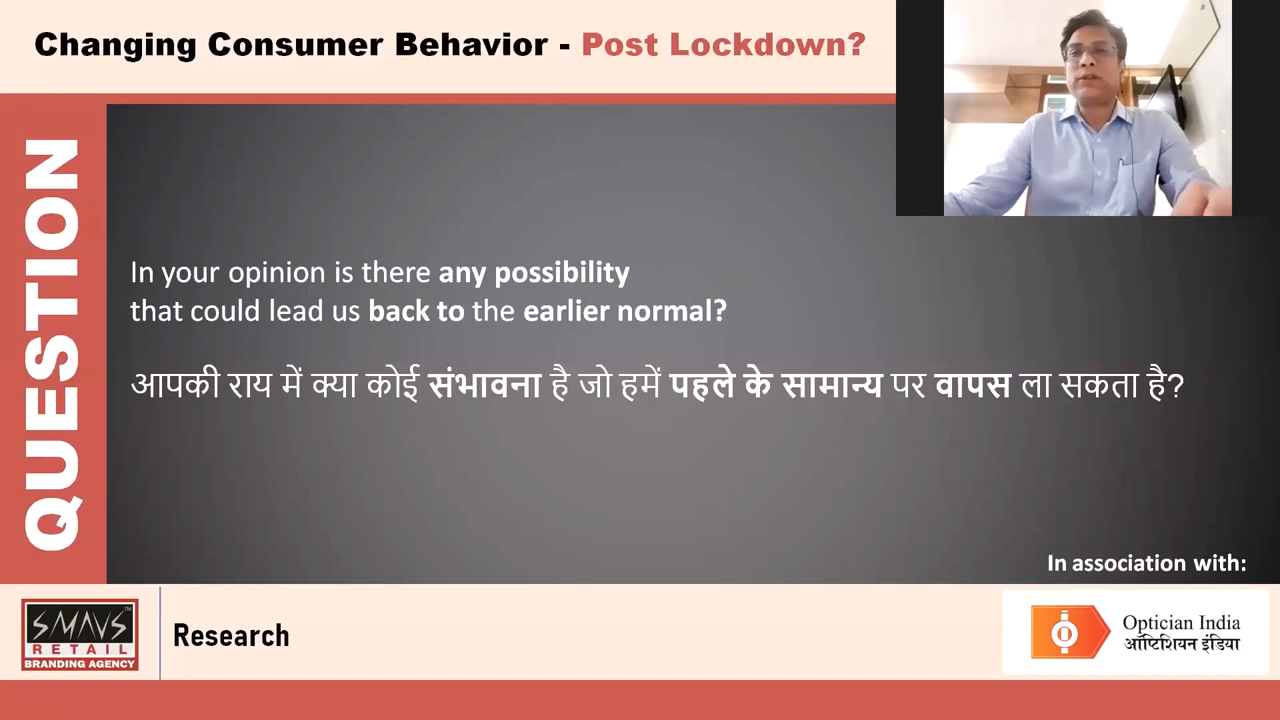 Changing Consumer Behavior - Post Lockdown?
QUESTION
In your opinion is there any possibility
that could lead us back to the earlier normal?
आपकी राय में क्या कोई संभावना है जो हमें पहले के सामान्य पर वापस ला सकता है?
In association with:
SMAVS™
RETAIL
BRANDING AGENCY
Research
Optician India
ऑप्टिशियन इंडिया